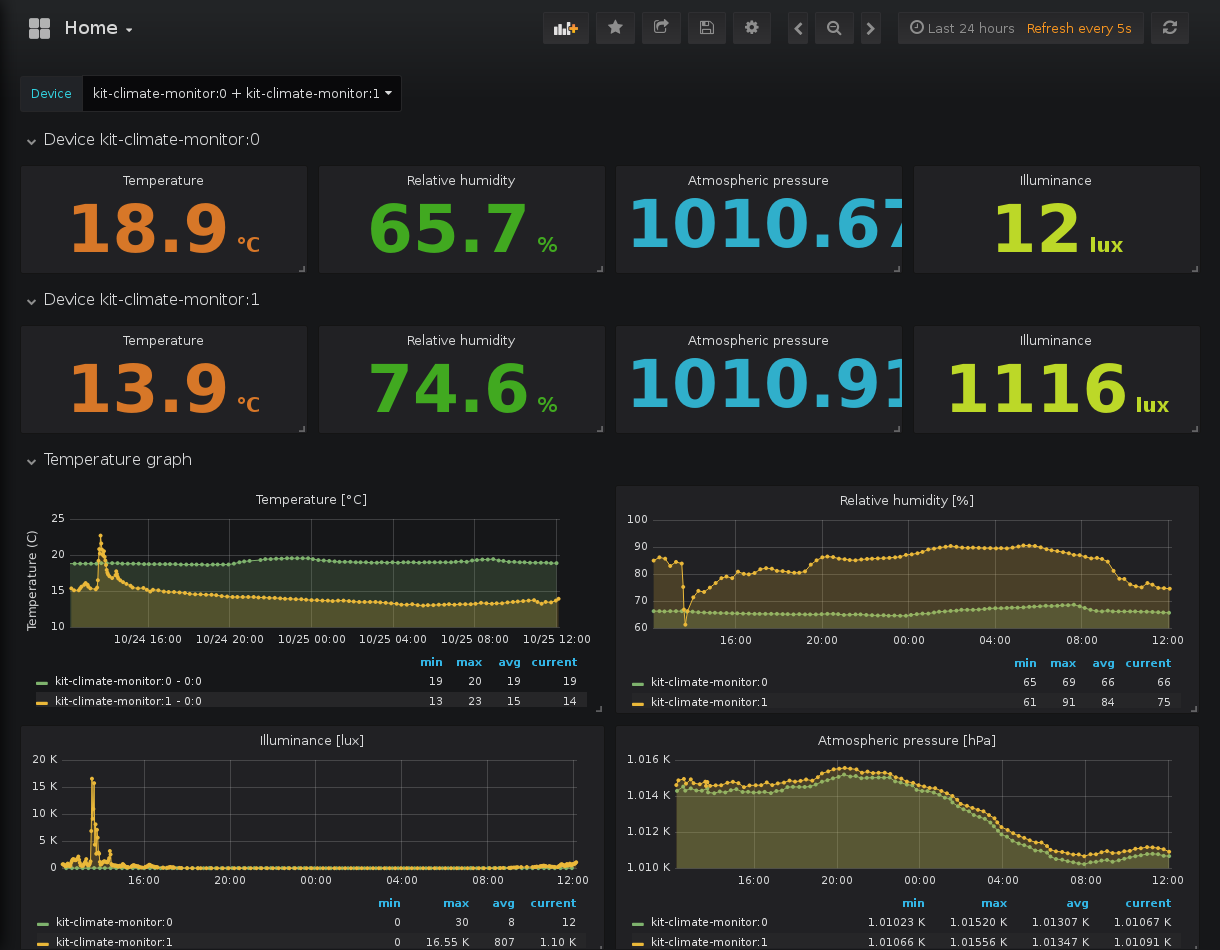 Home
Last 24 hours Refresh every 5s
Device kit-climate-monitor:0 + kit-climate-monitor:1
Device kit-climate-monitor:0
Temperature Relative humidity Atmospheric pressure Illuminance
18.9 °C 65.7 % 1010.67 12 lux
Device kit-climate-monitor:1
Temperature Relative humidity Atmospheric pressure Illuminance
13.9 °C 74.6 % 1010.91 1116 lux
Temperature graph
Temperature [°C]
Temperature (C)
25
20
15
10
10/24 16:00 10/24 20:00 10/25 00:00 10/25 04:00 10/25 08:00 10/25 12:00
min max avg current
kit-climate-monitor:0 - 0:0 19 20 19 19
kit-climate-monitor:1 - 0:0 13 23 15 14
Relative humidity [%]
100
90
80
70
60
16:00 20:00 00:00 04:00 08:00 12:00
min max avg current
kit-climate-monitor:0 65 69 66 66
kit-climate-monitor:1 61 91 84 75
Illuminance [lux]
20 K
15 K
10 K
5 K
0
16:00 20:00 00:00 04:00 08:00 12:00
min max avg current
kit-climate-monitor:0 0 30 8 12
kit-climate-monitor:1 0 16.55 K 807 1.10 K
Atmospheric pressure [hPa]
1.016 K
1.014 K
1.012 K
1.010 K
16:00 20:00 00:00 04:00 08:00 12:00
min max avg current
kit-climate-monitor:0 1.01023 K 1.01520 K 1.01307 K 1.01067 K
kit-climate-monitor:1 1.01066 K 1.01556 K 1.01347 K 1.01091 K